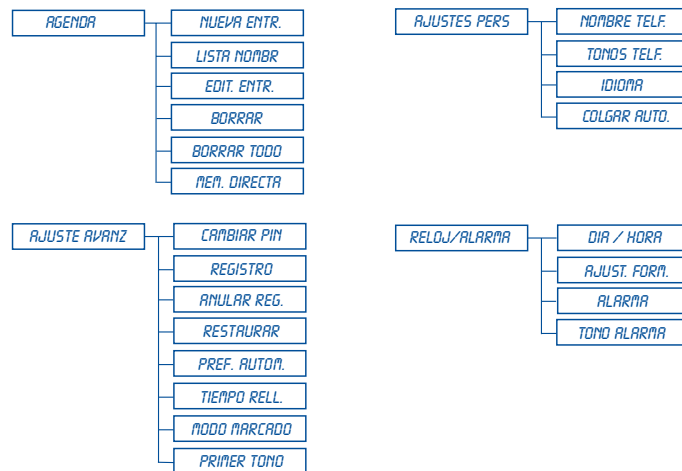 AGENDA
NUEVA ENTR.
LISTA NOMBR
EDIT. ENTR.
BORRAR
BORRAR TODO
MEM. DIRECTA
AJUSTES PERS
NOMBRE TELF.
TONOS TELF.
IDIOMA
COLGAR AUTO.
AJUSTE AVANZ
CAMBIAR PIN
REGISTRO
ANULAR REG.
RESTAURAR
PREF. AUTOM.
TIEMPO RELL.
MODO MARCADO
PRIMER TONO
RELOJ/ALARMA
DIA / HORA
AJUST. FORM.
ALARMA
TONO ALARMA